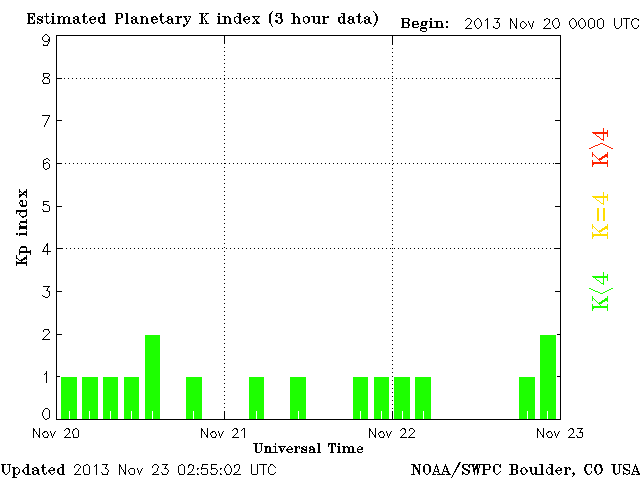 Estimated Planetary K index (3 hour data) Begin: 2013 Nov 20 0000 UTC
9
8
7
6
5
4
3
2
1
0
Kp index
K>4
K=4
K<4
Nov 20 Nov 21 Nov 22 Nov 23
Universal Time
Updated 2013 Nov 23 02:55:02 UTC NOAA/SWPC Boulder, CO USA